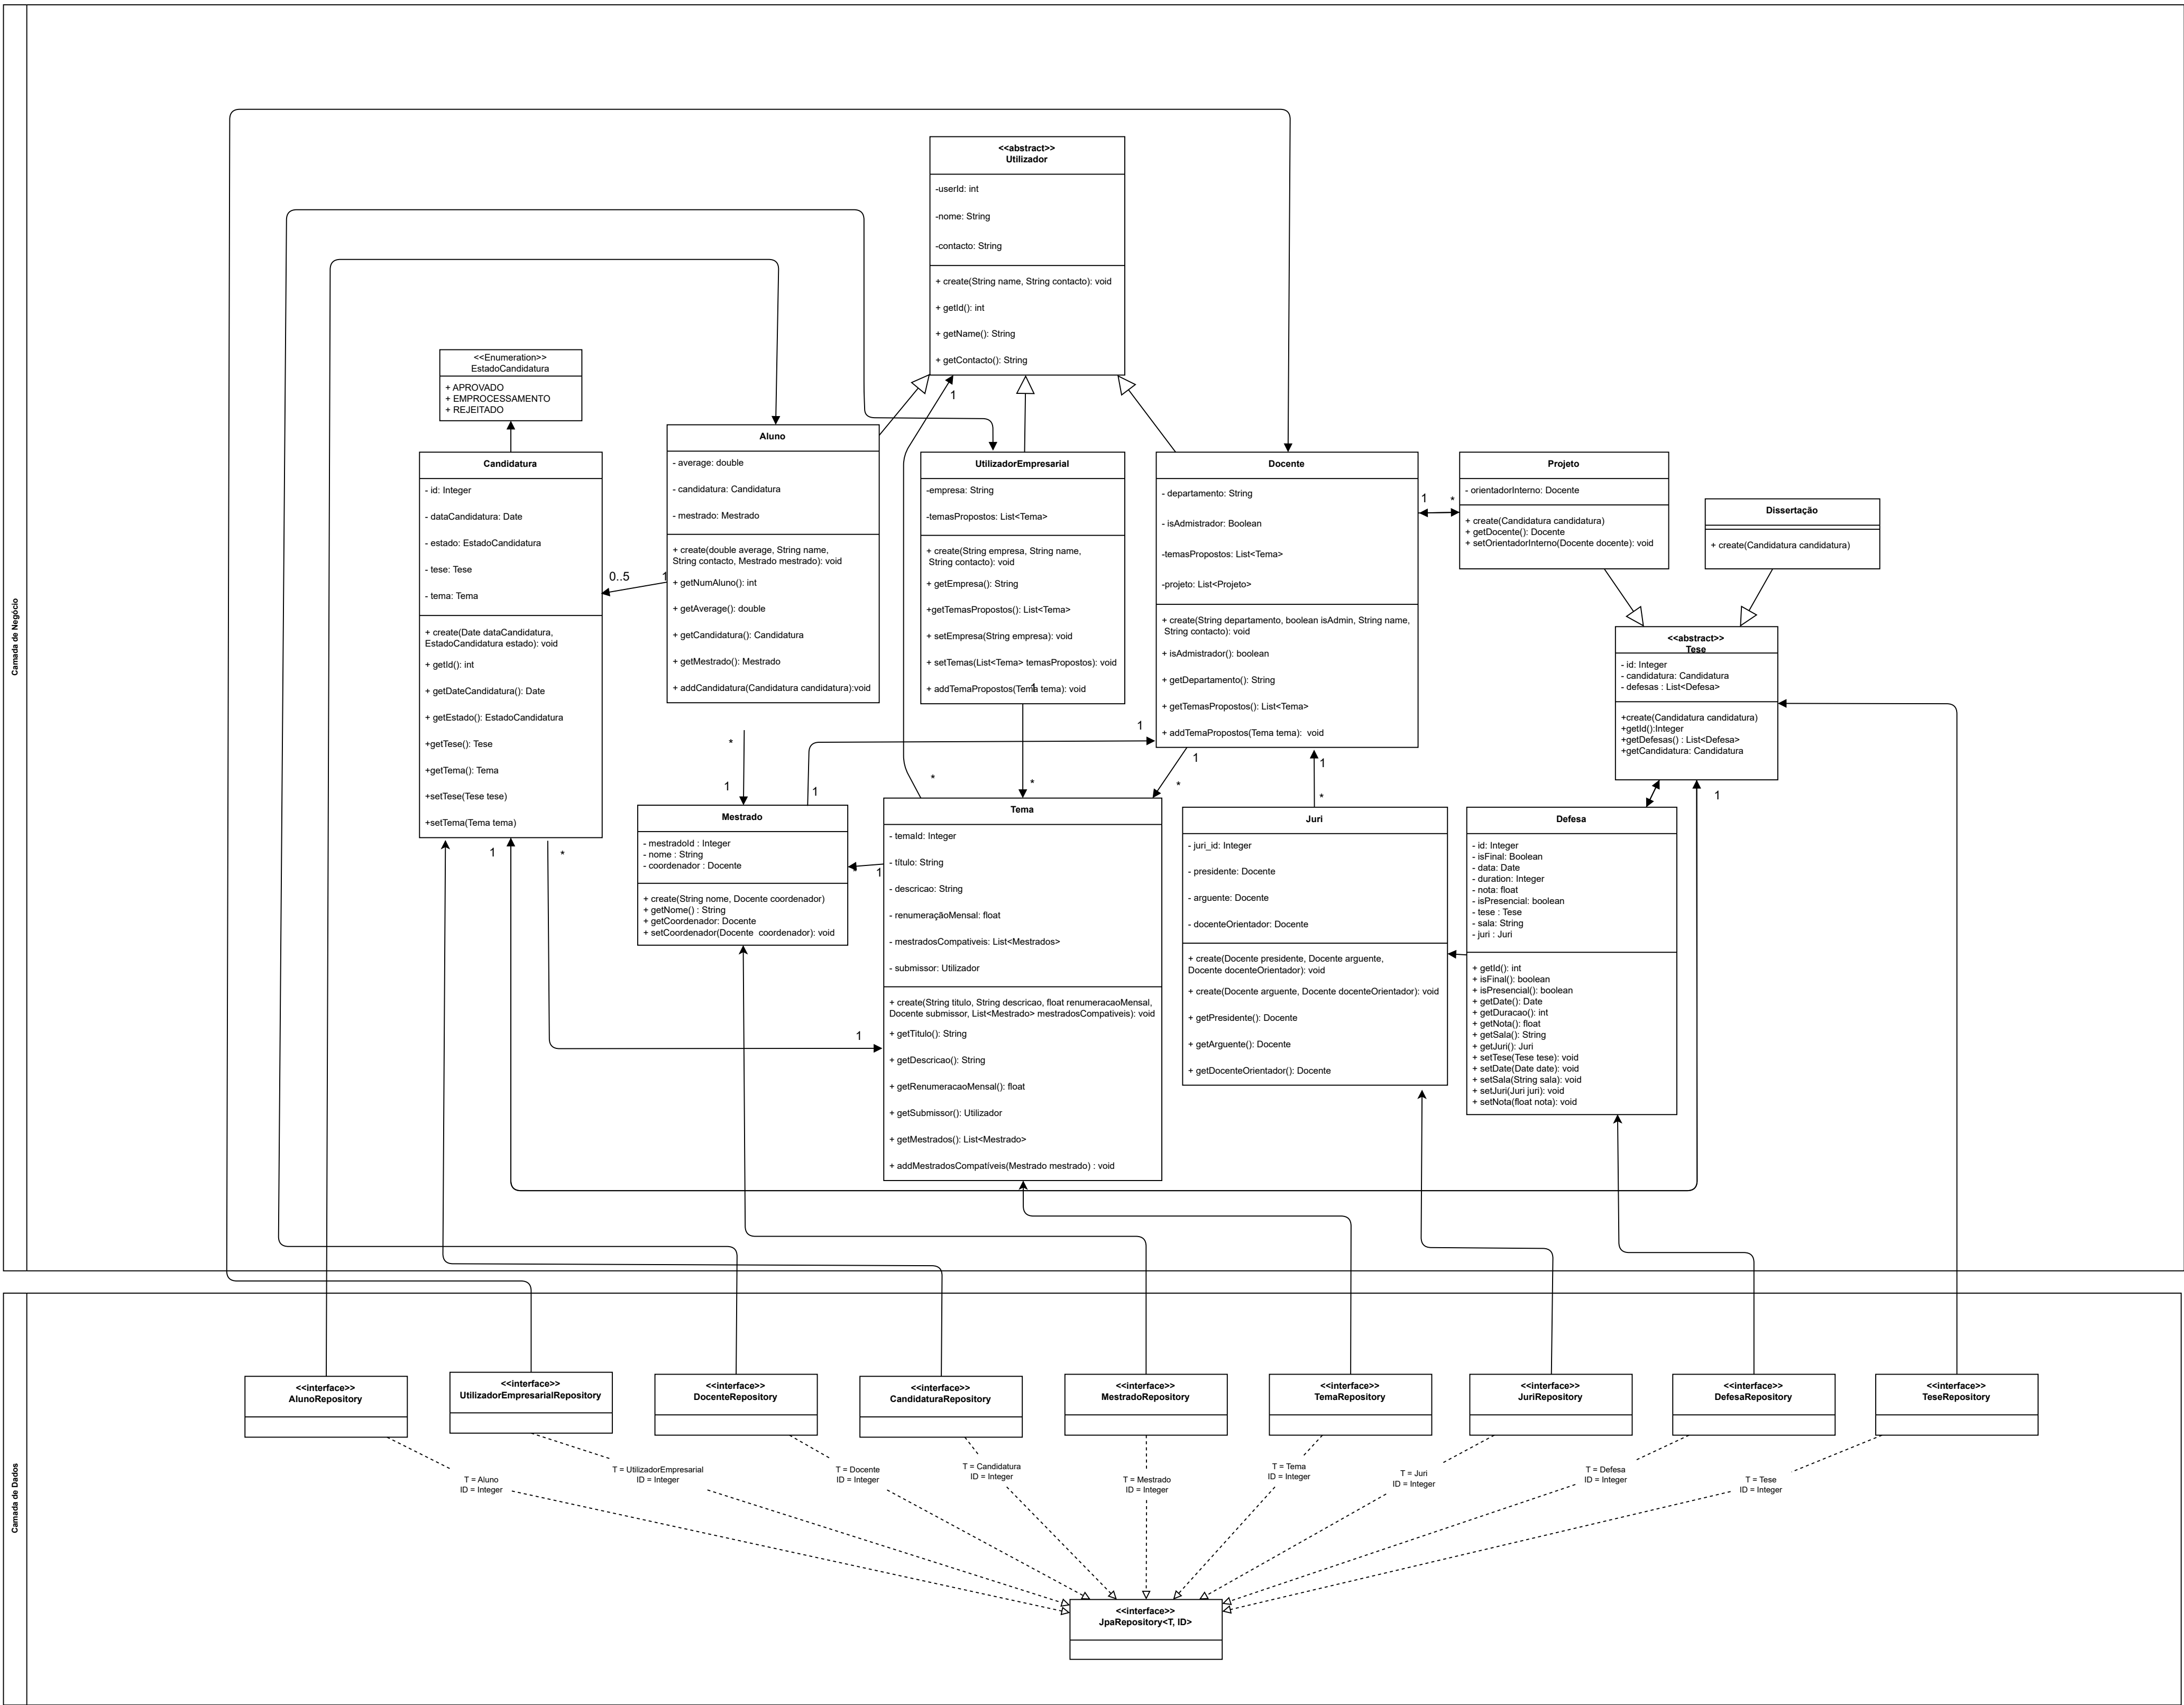 Camada de Negócio
<<abstract>>
Utilizador
-userId: int
-nome: String
-contacto: String
+ create(String name, String contacto): void
+ getId(): int
+ getName(): String
+ getContacto(): String
1
<<Enumeration>>
EstadoCandidatura
+ APROVADO
+ EMPROCESSAMENTO
+ REJEITADO
Candidatura
- id: Integer
- dataCandidatura: Date
- estado: EstadoCandidatura
- tese: Tese
- tema: Tema
+ create(Date dataCandidatura,
EstadoCandidatura estado): void
+ getId(): int
+ getDateCandidatura(): Date
+ getEstado(): EstadoCandidatura
+getTese(): Tese
+getTema(): Tema
+setTese(Tese tese)
+setTema(Tema tema)
0..5
1
1
*
Aluno
- average: double
- candidatura: Candidatura
- mestrado: Mestrado
+ create(double average, String name,
String contacto, Mestrado mestrado): void
+ getNumAluno(): int
+ getAverage(): double
+ getCandidatura(): Candidatura
+ getMestrado(): Mestrado
+ addCandidatura(Candidatura candidatura):void
*
1
1
UtilizadorEmpresarial
-empresa: String
-temasPropostos: List<Tema>
+ create(String empresa, String name,
String contacto): void
+ getEmpresa(): String
+getTemasPropostos(): List<Tema>
+ setEmpresa(String empresa): void
+ setTemas(List<Tema> temasPropostos): void
+ addTemaPropostos(Tema tema): void
1
*
*
Docente
- departamento: String
- isAdmistrador: Boolean
-temasPropostos: List<Tema>
-projeto: List<Projeto>
+ create(String departamento, boolean isAdmin, String name,
String contacto): void
+ isAdmistrador(): boolean
+ getDepartamento(): String
+ getTemasPropostos(): List<Tema>
+ addTemaPropostos(Tema tema): void
1
1
*
1
*
1
*
Projeto
- orientadorInterno: Docente
+ create(Candidatura candidatura)
+ getDocente(): Docente
+ setOrientadorInterno(Docente docente): void
Dissertação
+ create(Candidatura candidatura)
<<abstract>>
Tese
- id: Integer
- candidatura: Candidatura
- defesas : List<Defesa>
+create(Candidatura candidatura)
+getId():Integer
+getDefesas() : List<Defesa>
+getCandidatura: Candidatura
1
Mestrado
- mestradoId : Integer
- nome : String
- coordenador : Docente
+ create(String nome, Docente coordenador)
+ getNome() : String
+ getCoordenador: Docente
+ setCoordenador(Docente coordenador): void
*
1
1
Tema
- temaId: Integer
- título: String
- descricao: String
- renumeraçãoMensal: float
- mestradosCompativeis: List<Mestrados>
- submissor: Utilizador
+ create(String titulo, String descricao, float renumeracaoMensal,
Docente submissor, List<Mestrado> mestradosCompativeis): void
+ getTitulo(): String
+ getDescricao(): String
+ getRenumeracaoMensal(): float
+ getSubmissor(): Utilizador
+ getMestrados(): List<Mestrado>
+ addMestradosCompatíveis(Mestrado mestrado) : void
Juri
- juri_id: Integer
- presidente: Docente
- arguente: Docente
- docenteOrientador: Docente
+ create(Docente presidente, Docente arguente,
Docente docenteOrientador): void
+ create(Docente arguente, Docente docenteOrientador): void
+ getPresidente(): Docente
+ getArguente(): Docente
+ getDocenteOrientador(): Docente
Defesa
- id: Integer
- isFinal: Boolean
- data: Date
- duration: Integer
- nota: float
- isPresencial: boolean
- tese : Tese
- sala: String
- juri : Juri
+ getId(): int
+ isFinal(): boolean
+ isPresencial(): boolean
+ getDate(): Date
+ getDuracao(): int
+ getNota(): float
+ getSala(): String
+ getJuri(): Juri
+ setTese(Tese tese): void
+ setDate(Date date): void
+ setSala(String sala): void
+ setJuri(Juri juri): void
+ setNota(float nota): void
Camada de Dados
<<interface>>
AlunoRepository
<<interface>>
UtilizadorEmpresarialRepository
<<interface>>
DocenteRepository
<<interface>>
CandidaturaRepository
<<interface>>
MestradoRepository
<<interface>>
TemaRepository
<<interface>>
JuriRepository
<<interface>>
DefesaRepository
<<interface>>
TeseRepository
T = Aluno
ID = Integer
T = UtilizadorEmpresarial
ID = Integer
T = Docente
ID = Integer
T = Candidatura
ID = Integer
T = Mestrado
ID = Integer
T = Tema
ID = Integer
T = Juri
ID = Integer
T = Defesa
ID = Integer
T = Tese
ID = Integer
<<interface>>
JpaRepository<T, ID>